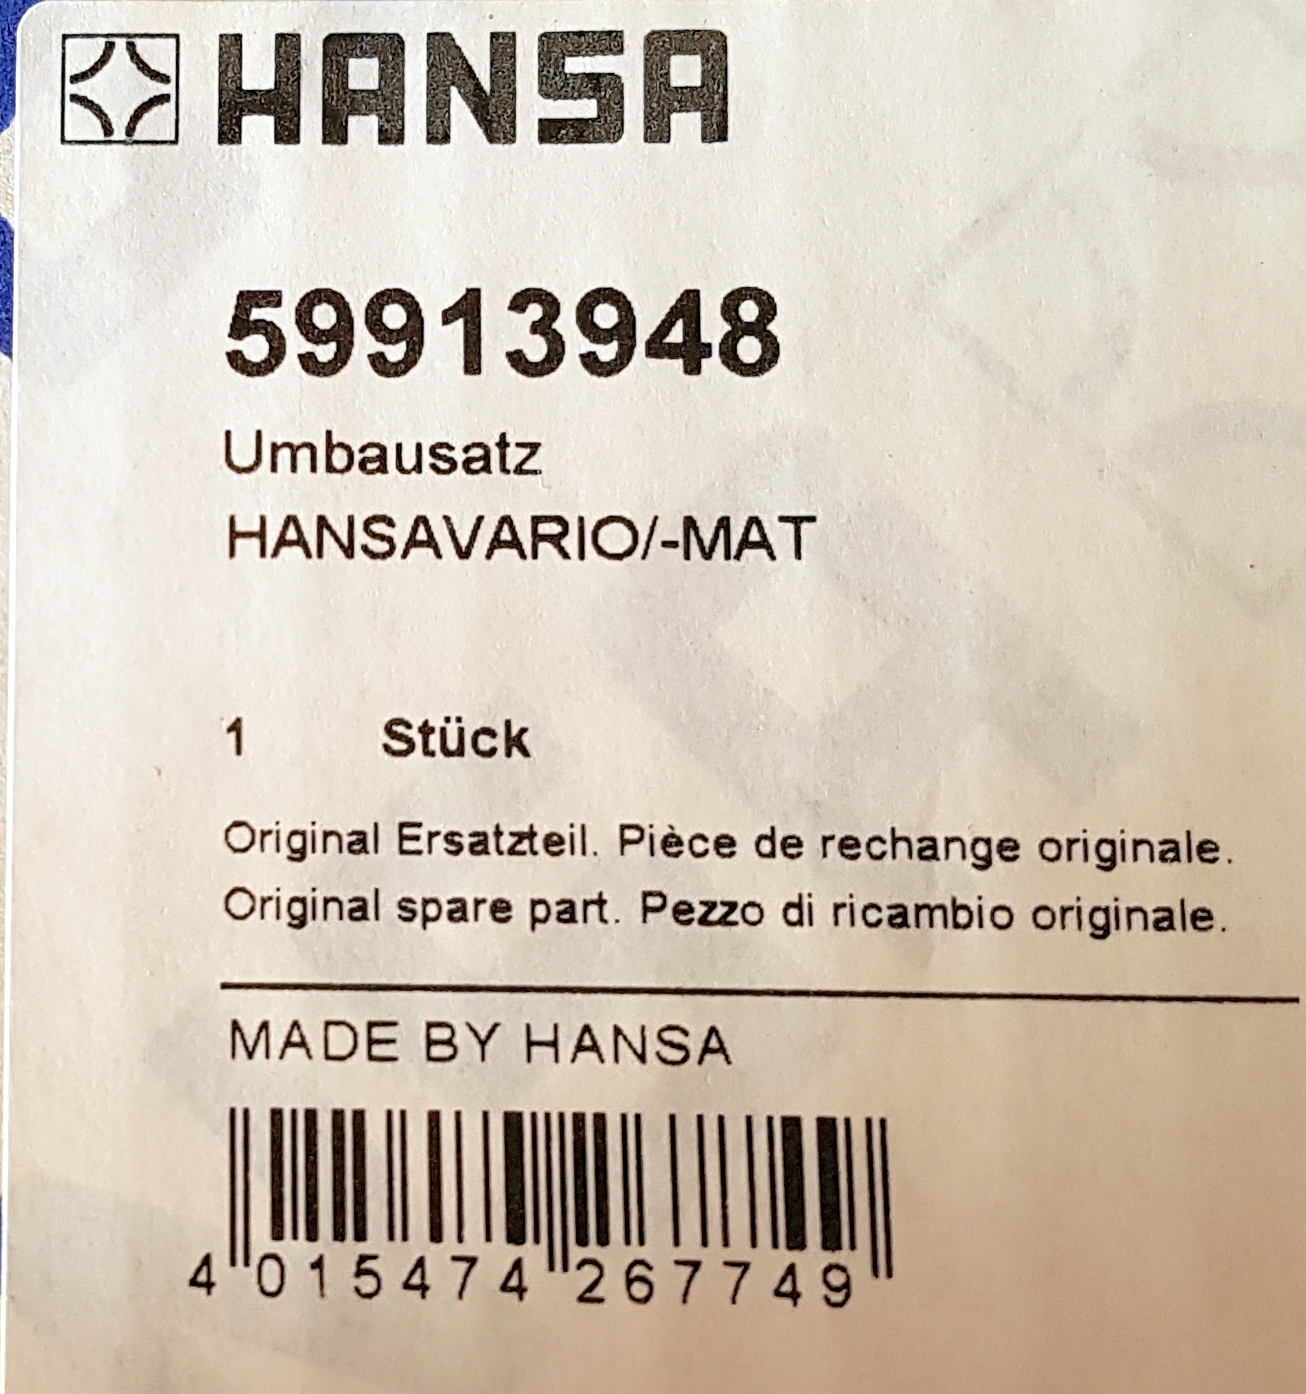 HANSA
59913948
Umbausatz
HANSAVARIO/-MAT
1 Stück
Original Ersatzteil. Pièce de rechange originale.
Original spare part. Pezzo di ricambio originale.
MADE BY HANSA
4 015474 267749